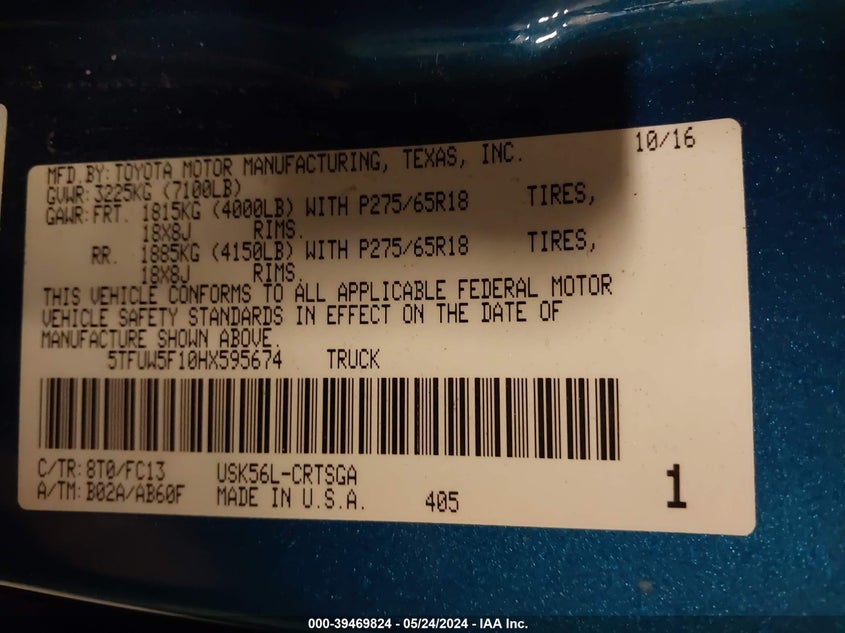 MFD.BY:TOYOTA MOTOR MANUFACTURING, TEXAS, INC. 10/16
GVWR:3225KG (7100LB)
GAWR:FRT. 1815KG (4000LB) WITH P275/65R18 TIRES,
18X8J RIMS.
RR. 1885KG (4150LB) WITH P275/65R18 TIRES,
18X8J RIMS.
THIS VEHICLE CONFORMS TO ALL APPLICABLE FEDERAL MOTOR
VEHICLE SAFETY STANDARDS IN EFFECT ON THE DATE OF
MANUFACTURE SHOWN ABOVE.
5TFUW5F10HX595674 TRUCK
C/TR:8T0/FC13 USK56L-CRTSGA
A/TM:B02A/AB60F MADE IN U.S.A. 405 1
000-39469824 - 05/24/2024 - IAA Inc.